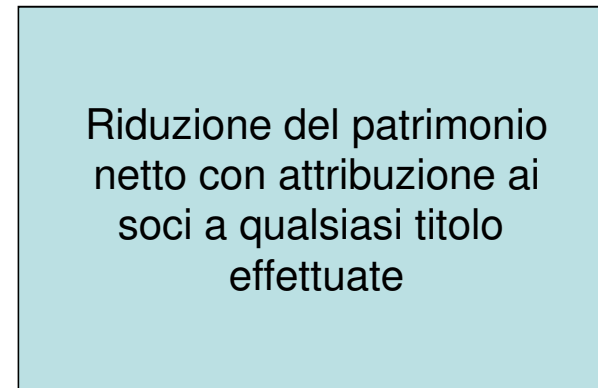 Riduzione del patrimonio
netto con attribuzione ai
soci a qualsiasi titolo
effettuate